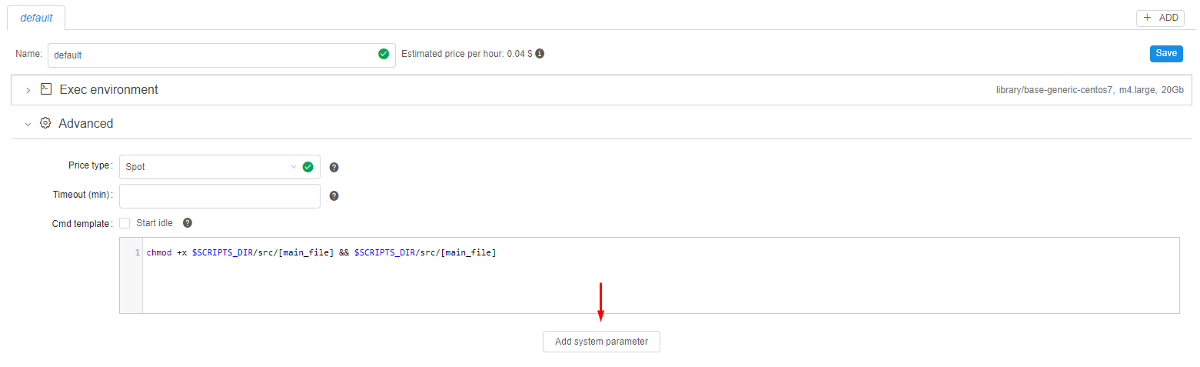 default
+ ADD
Name: default Estimated price per hour: 0.04 $ Save
Exec environment library/base-generic-centos7, m4.large, 20Gb
Advanced
Price type: Spot
Timeout (min):
Cmd template: Start idle
1 chmod +x $SCRIPTS_DIR/src/[main_file] && $SCRIPTS_DIR/src/[main_file]
Add system parameter